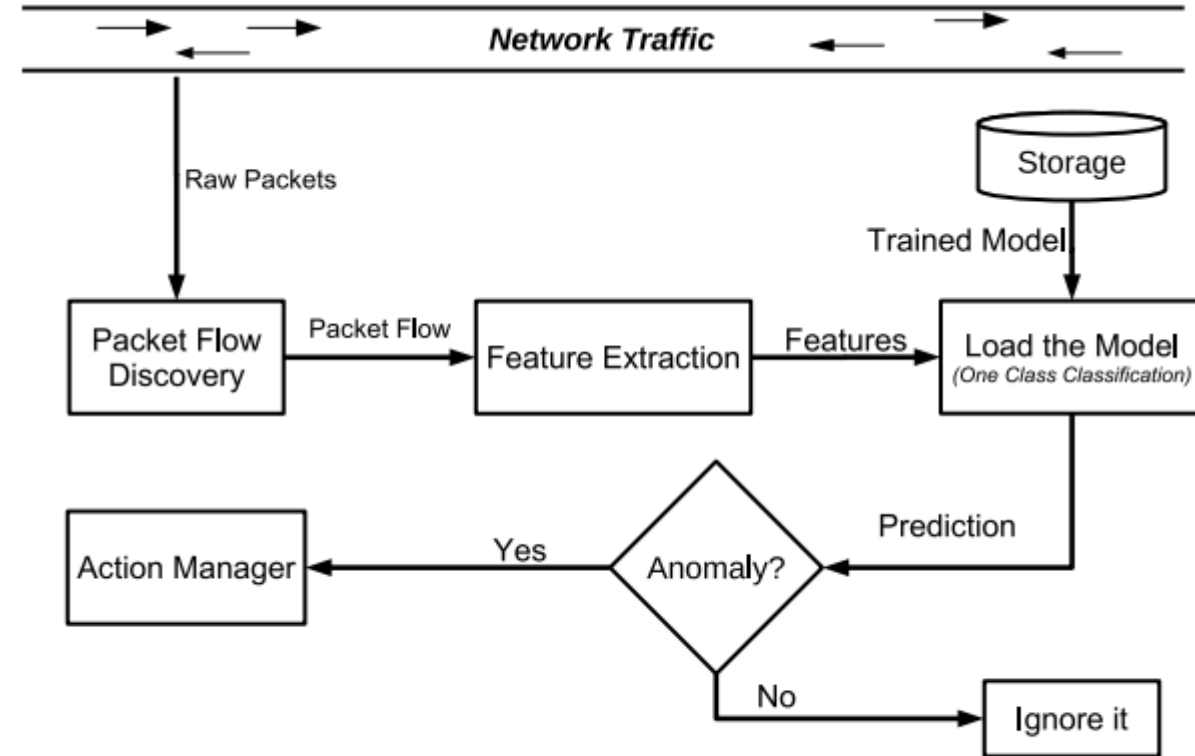 Network Traffic
Raw Packets
Storage
Trained Model
Packet Flow
Discovery
Packet Flow
Feature Extraction
Features
Load the Model
(One Class Classification)
Action Manager
Yes
Anomaly?
Prediction
No
Ignore it